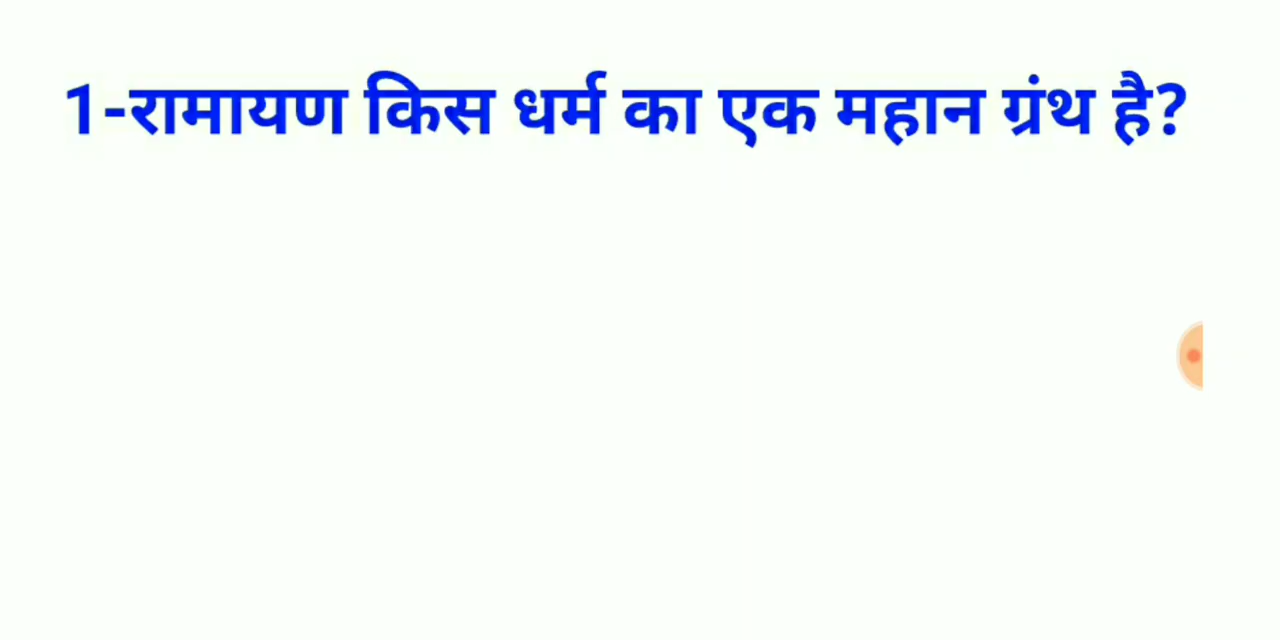 1-रामायण किस धर्म का एक महान ग्रंथ है?